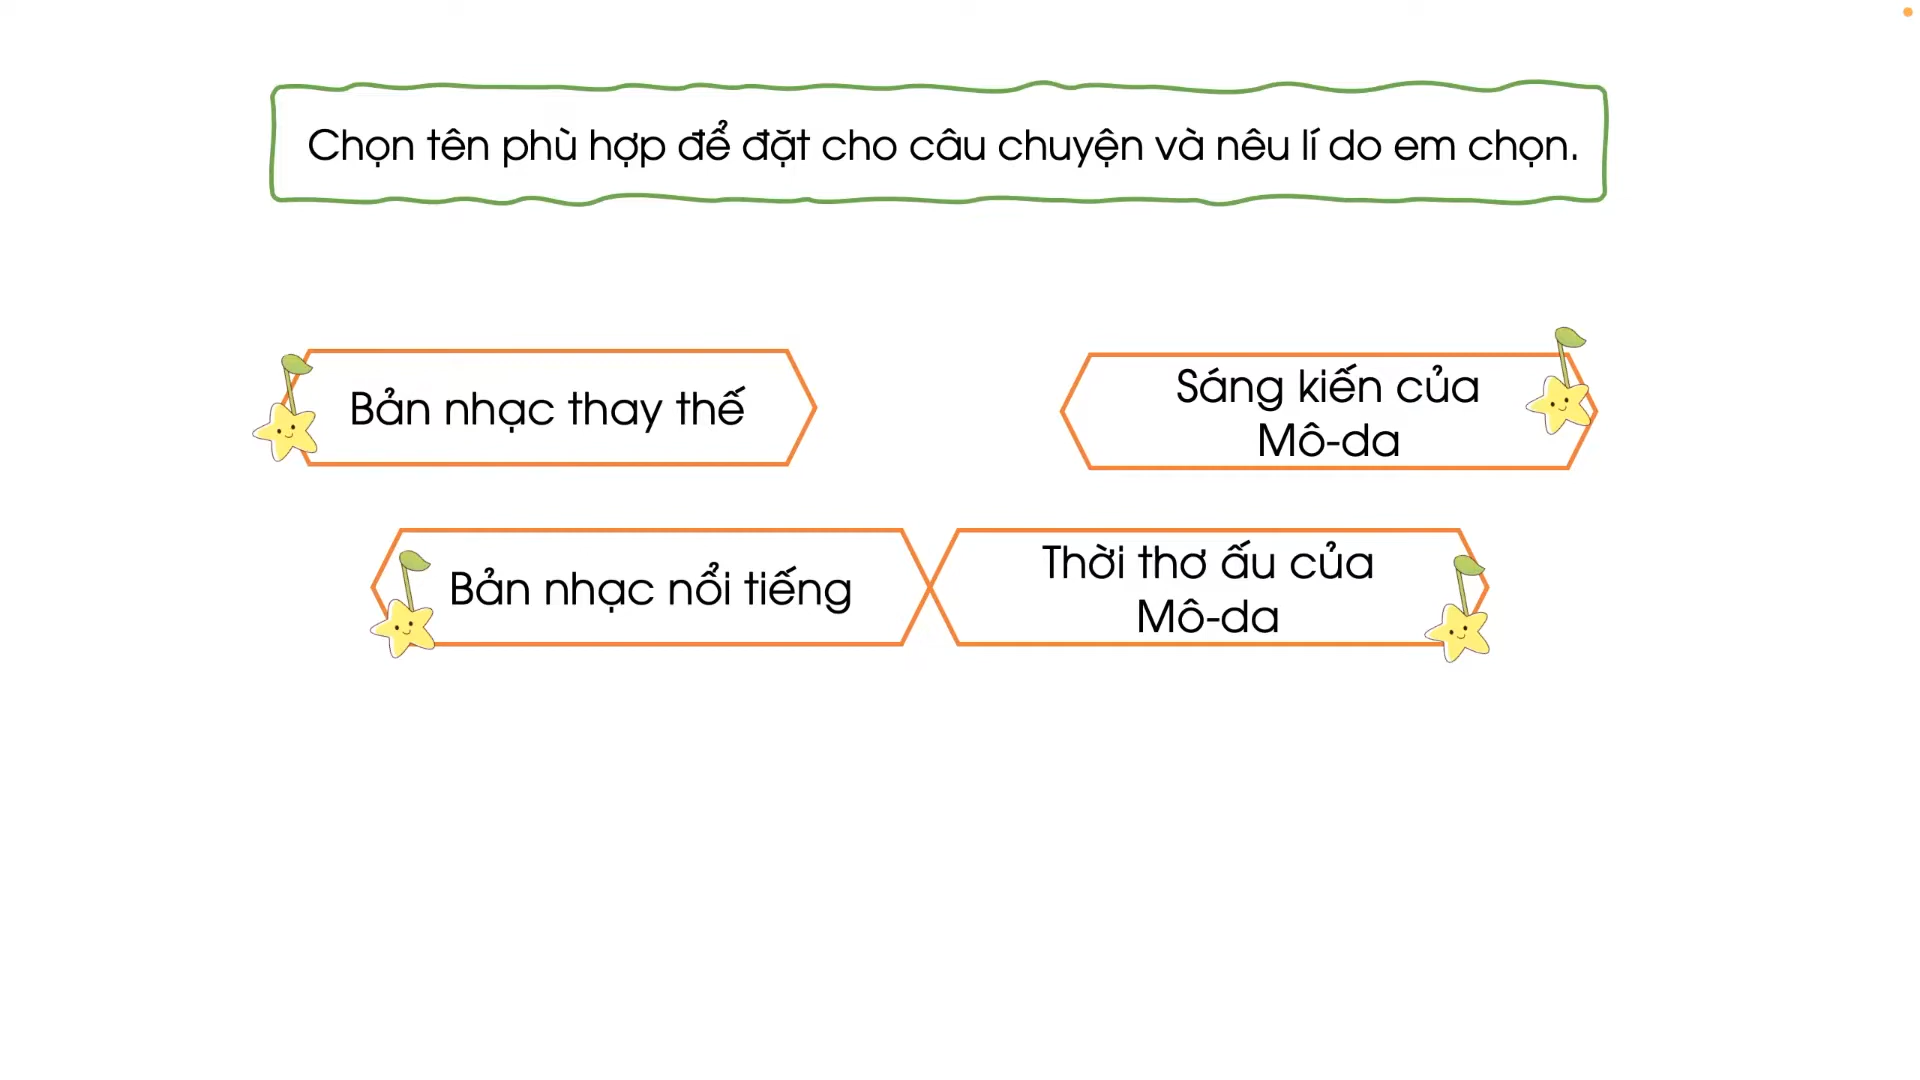 Chọn tên phù hợp để đặt cho câu chuyện và nêu lí do em chọn.
Bản nhạc thay thế
Sáng kiến của
Mô-da
Bản nhạc nổi tiếng
Thời thơ ấu của
Mô-da